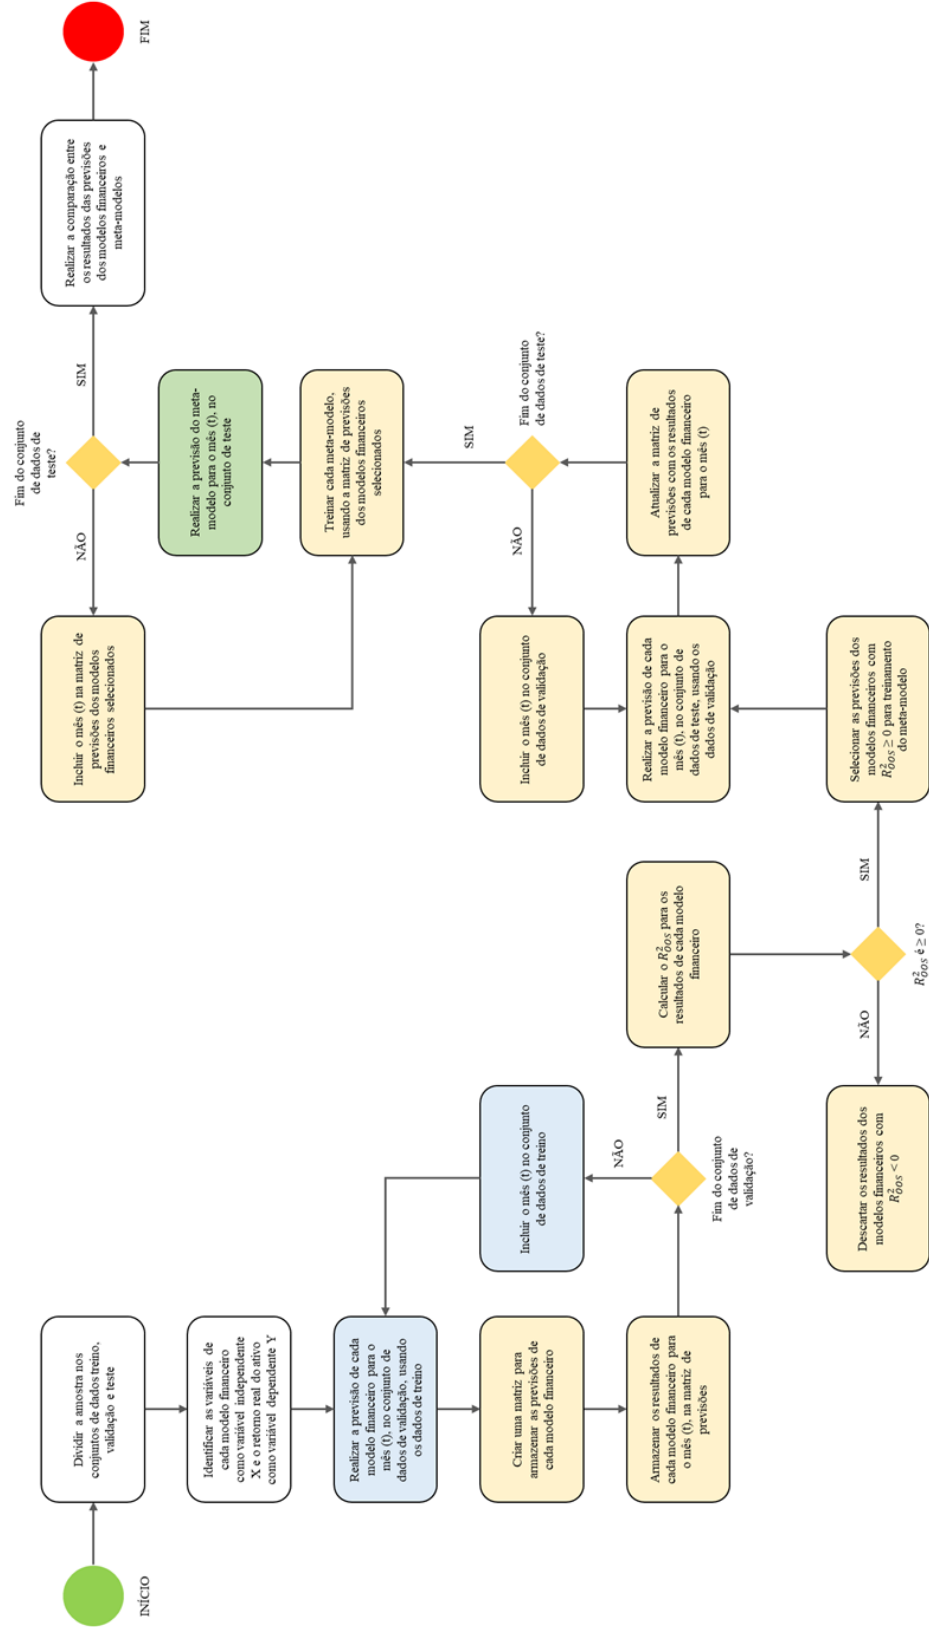 INÍCIO
Dividir a amostra nos
conjuntos de dados treino,
validação e teste
Identificar as variáveis de
cada modelo financeiro
como variável independente
X e o retorno real do ativo
como variável dependente Y
Realizar a previsão de cada
modelo financeiro para o
mês (t), no conjunto de
dados de validação, usando
os dados de treino
Criar uma matriz para
armazenar as previsões de
cada modelo financeiro
Armazenar os resultados de
cada modelo financeiro para
o mês (t), na matriz de
previsões
Fim do conjunto
de dados de
validação?
NÃO
Incluir o mês (t) no conjunto
de dados de treino
SIM
Calcular o R²OOS para os
resultados de cada modelo
financeiro
R²OOS é ≥ 0?
NÃO
Descartar os resultados dos
modelos financeiros com
R²OOS < 0
SIM
Selecionar as previsões dos
modelos financeiros com
R²OOS ≥ 0 para treinamento
do meta-modelo
Realizar a previsão de cada
modelo financeiro para o
mês (t), no conjunto de
dados de teste, usando os
dados de validação
Atualizar a matriz de
previsões com os resultados
de cada modelo financeiro
para o mês (t)
Fim do conjunto
de dados de teste?
NÃO
Incluir o mês (t) no conjunto
de dados de validação
SIM
Treinar cada meta-modelo,
usando a matriz de previsões
dos modelos financeiros
selecionados
Realizar a previsão do meta-
modelo para o mês (t), no
conjunto de teste
Fim do conjunto
de dados de
teste?
NÃO
Incluir o mês (t) na matriz de
previsões dos modelos
financeiros selecionados
SIM
Realizar a comparação entre
os resultados das previsões
dos modelos financeiros e
meta-modelos
FIM